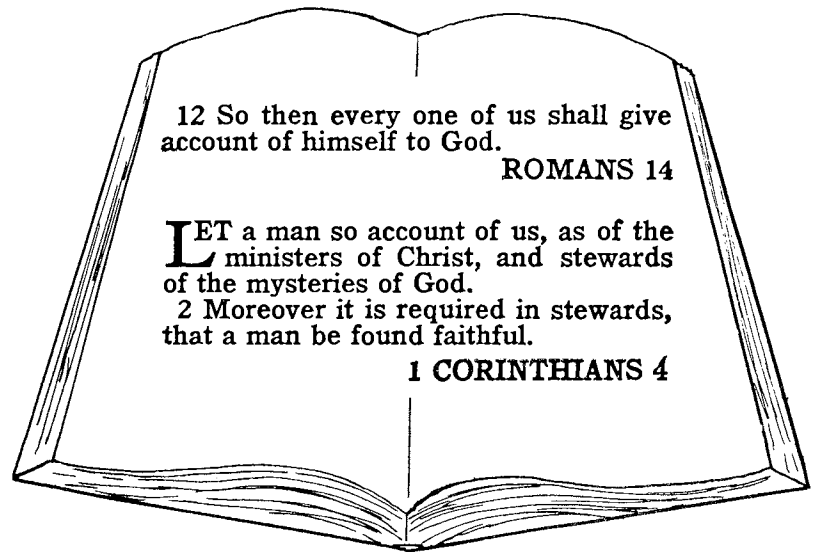 12 So then every one of us shall give
account of himself to God.
ROMANS 14
LET a man so account of us, as of the
ministers of Christ, and stewards
of the mysteries of God.
2 Moreover it is required in stewards,
that a man be found faithful.
1 CORINTHIANS 4